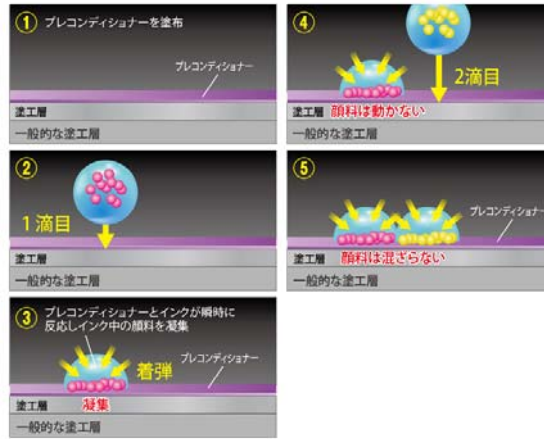 ① プレコンディショナーを塗布
プレコンディショナー
塗工層
一般的な塗工層
②
1滴目
塗工層
一般的な塗工層
③ プレコンディショナーとインクが瞬時に
反応しインク中の顔料を凝集
プレコンディショナー
着弾
塗工層 凝集
一般的な塗工層
④
2滴目
塗工層 顔料は動かない
一般的な塗工層
⑤
プレコンディショナー
塗工層 顔料は混ざらない
一般的な塗工層